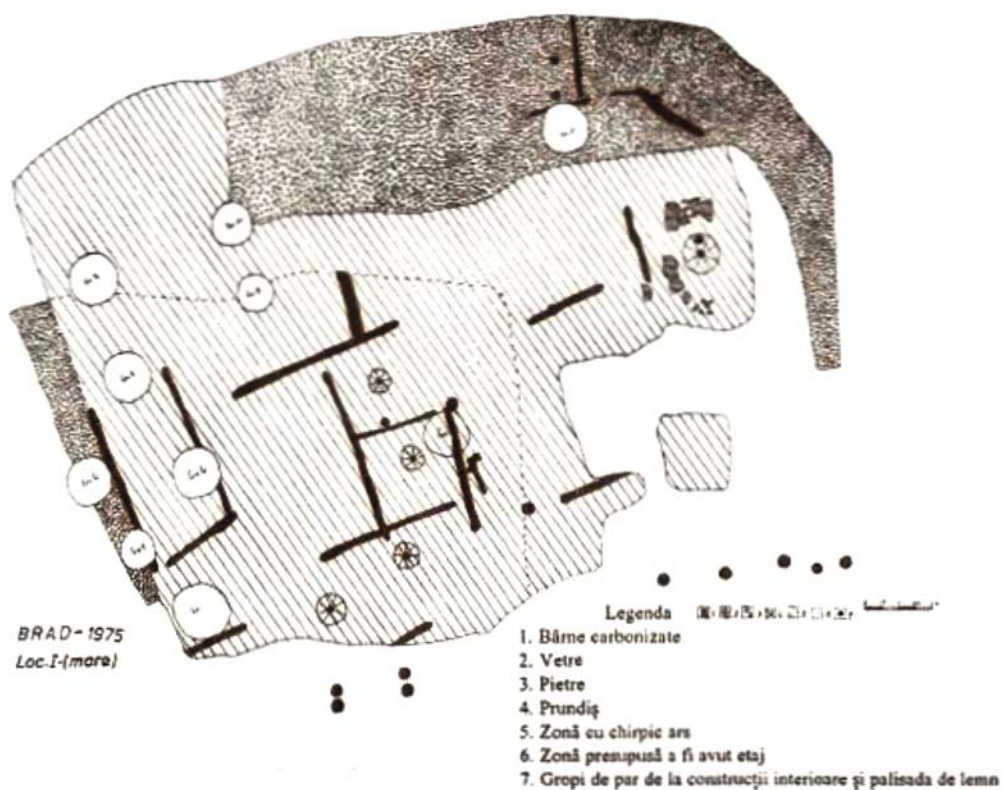 BRAD-1975
Loc.I-(mare)
Legenda
1. Bârne carbonizate
2. Vetre
3. Pietre
4. Prundiş
5. Zonă cu chirpic ars
6. Zonă presupusă a fi avut etaj
7. Gropi de par de la construcţii interioare şi palisada de lemn